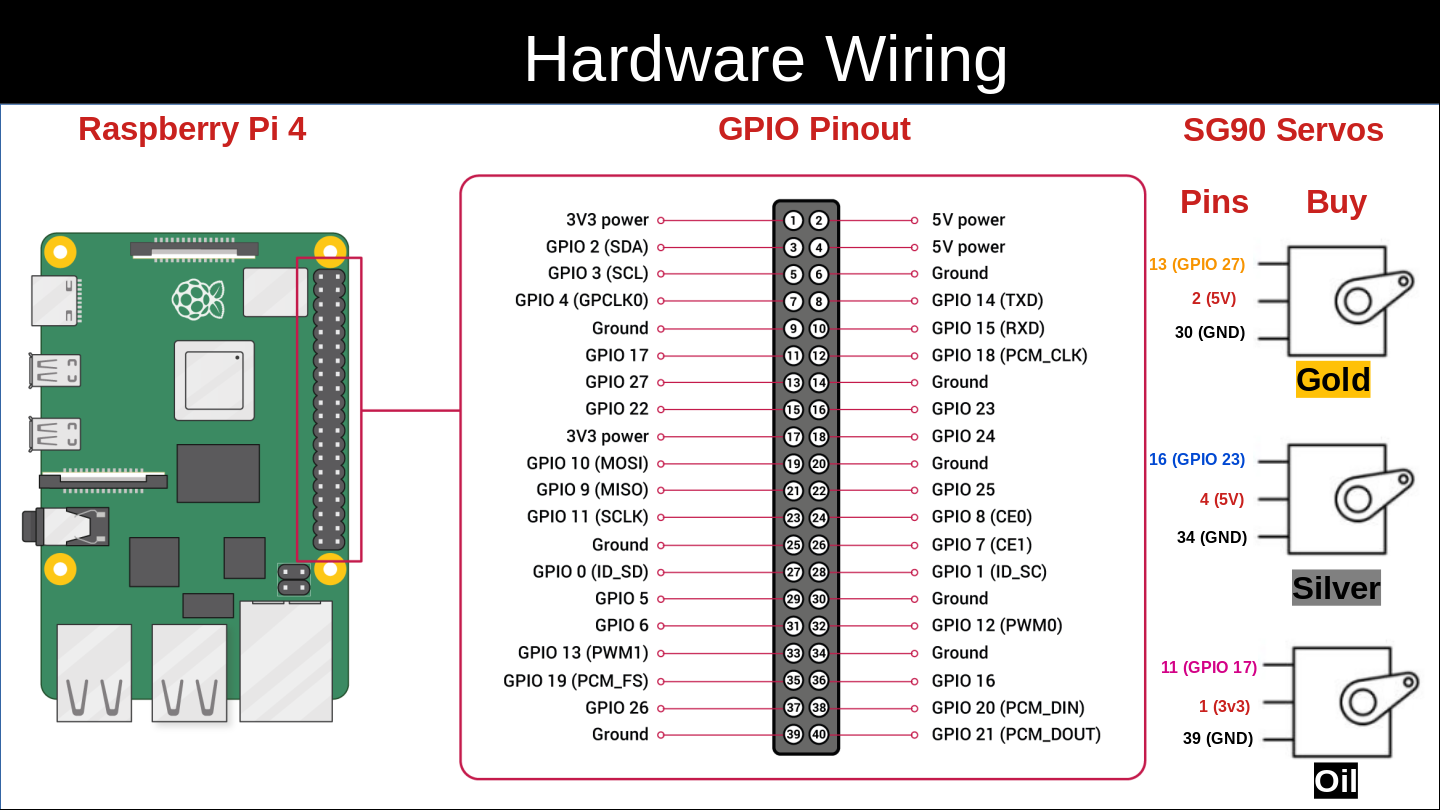 Hardware Wiring
Raspberry Pi 4
GPIO Pinout
SG90 Servos
Pins Buy
3V3 power 1 2 5V power
GPIO 2 (SDA) 3 4 5V power
GPIO 3 (SCL) 5 6 Ground
GPIO 4 (GPCLK0) 7 8 GPIO 14 (TXD)
Ground 9 10 GPIO 15 (RXD)
GPIO 17 11 12 GPIO 18 (PCM_CLK)
GPIO 27 13 14 Ground
GPIO 22 15 16 GPIO 23
3V3 power 17 18 GPIO 24
GPIO 10 (MOSI) 19 20 Ground
GPIO 9 (MISO) 21 22 GPIO 25
GPIO 11 (SCLK) 23 24 GPIO 8 (CE0)
Ground 25 26 GPIO 7 (CE1)
GPIO 0 (ID_SD) 27 28 GPIO 1 (ID_SC)
GPIO 5 29 30 Ground
GPIO 6 31 32 GPIO 12 (PWM0)
GPIO 13 (PWM1) 33 34 Ground
GPIO 19 (PCM_FS) 35 36 GPIO 16
GPIO 26 37 38 GPIO 20 (PCM_DIN)
Ground 39 40 GPIO 21 (PCM_DOUT)
13 (GPIO 27)
2 (5V)
30 (GND)
Gold
16 (GPIO 23)
4 (5V)
34 (GND)
Silver
11 (GPIO 17)
1 (3v3)
39 (GND)
Oil